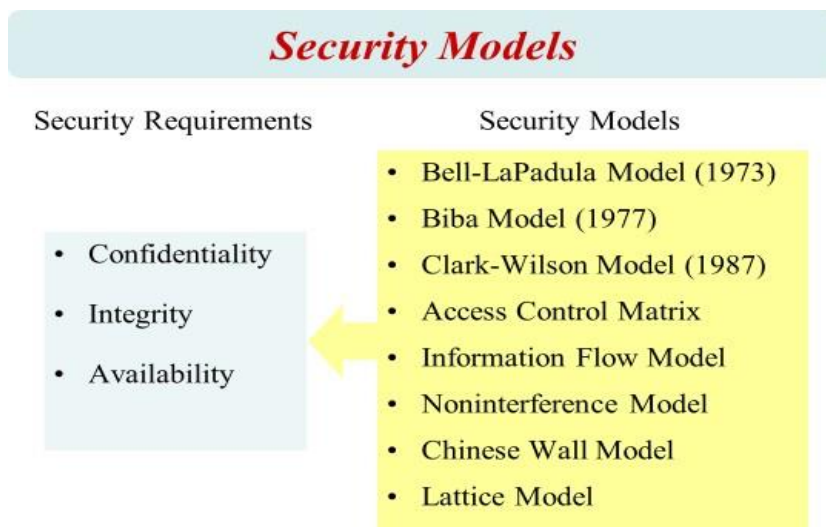 Security Models
Security Requirements
• Confidentiality
• Integrity
• Availability
Security Models
• Bell-LaPadula Model (1973)
• Biba Model (1977)
• Clark-Wilson Model (1987)
• Access Control Matrix
• Information Flow Model
• Noninterference Model
• Chinese Wall Model
• Lattice Model